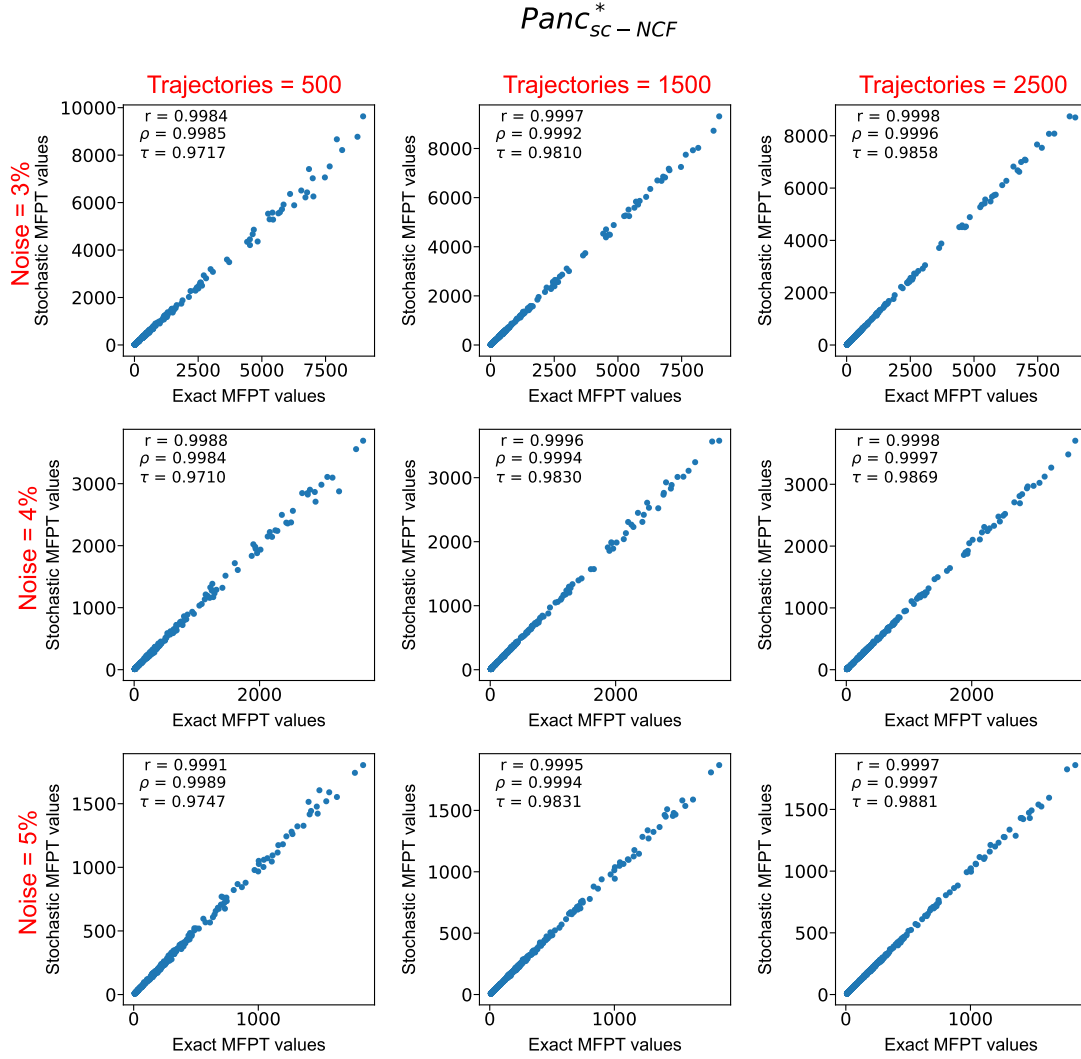 Panc*sc−NCF
Trajectories = 500
Trajectories = 1500
Trajectories = 2500
Noise = 3%
Stochastic MFPT values
10000
8000
6000
4000
2000
0
r = 0.9984
ρ = 0.9985
τ = 0.9717
0 2500 5000 7500
Exact MFPT values
Stochastic MFPT values
8000
6000
4000
2000
0
r = 0.9997
ρ = 0.9992
τ = 0.9810
0 2500 5000 7500
Exact MFPT values
Stochastic MFPT values
8000
6000
4000
2000
0
r = 0.9998
ρ = 0.9996
τ = 0.9858
0 2500 5000 7500
Exact MFPT values
Noise = 4%
Stochastic MFPT values
3000
2000
1000
0
r = 0.9988
ρ = 0.9984
τ = 0.9710
0 2000
Exact MFPT values
Stochastic MFPT values
3000
2000
1000
0
r = 0.9996
ρ = 0.9994
τ = 0.9830
0 2000
Exact MFPT values
Stochastic MFPT values
3000
2000
1000
0
r = 0.9998
ρ = 0.9997
τ = 0.9869
0 2000
Exact MFPT values
Noise = 5%
Stochastic MFPT values
1500
1000
500
0
r = 0.9991
ρ = 0.9989
τ = 0.9747
0 1000
Exact MFPT values
Stochastic MFPT values
1500
1000
500
0
r = 0.9995
ρ = 0.9994
τ = 0.9831
0 1000
Exact MFPT values
Stochastic MFPT values
1500
1000
500
0
r = 0.9997
ρ = 0.9997
τ = 0.9881
0 1000
Exact MFPT values